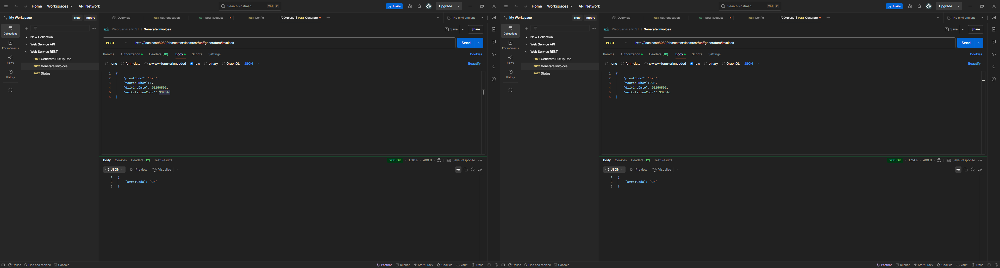 Home Workspaces API Network Search Postman Ctrl K Invite Upgrade
My Workspace New Import Overview POST Authentication GET New Request POST Config [CONFLICT] POST Generate No environment
Collections
Environments
Flows
History
New Collection
Web Service API
Web Service REST
POST Generate PutUp Doc
POST Generate Invoices
POST Status
HTTP Web Service REST / Generate Invoices Save Share
POST http://localhost:8080/absrestservices/rest/unf/generators/invoices Send
Params Authorization Headers (10) Body Scripts Settings Cookies
none form-data x-www-form-urlencoded raw binary GraphQL JSON Beautify
1 {
2 "plantCode": "025",
3 "routeNumber":1,
4 "drivingDate": 20250501,
5 "workstationCode": 332546
6 }
Body Cookies Headers (12) Test Results 200 OK 1.10 s 400 B Save Response
{} JSON Preview Visualize
1 {
2 "errorCode": "OK"
3 }
Online Find and replace Console Postbot Runner Start Proxy Cookies Vault Trash
Home Workspaces API Network Search Postman Ctrl K Invite Upgrade
My Workspace New Import Overview POST Authentication GET New Request POST Config [CONFLICT] POST Generate No environment
Collections
Environments
Flows
History
New Collection
Web Service API
Web Service REST
POST Generate PutUp Doc
POST Generate Invoices
POST Status
HTTP Web Service REST / Generate Invoices Save Share
POST http://localhost:8080/absrestservices/rest/unf/generators/invoices Send
Params Authorization Headers (10) Body Scripts Settings Cookies
none form-data x-www-form-urlencoded raw binary GraphQL JSON Beautify
1 {
2 "plantCode": "025",
3 "routeNumber":998,
4 "drivingDate": 20250501,
5 "workstationCode": 332546
6 }
Body Cookies Headers (12) Test Results 200 OK 1.24 s 400 B Save Response
{} JSON Preview Visualize
1 {
2 "errorCode": "OK"
3 }
Online Find and replace Console Postbot Runner Start Proxy Cookies Vault Trash